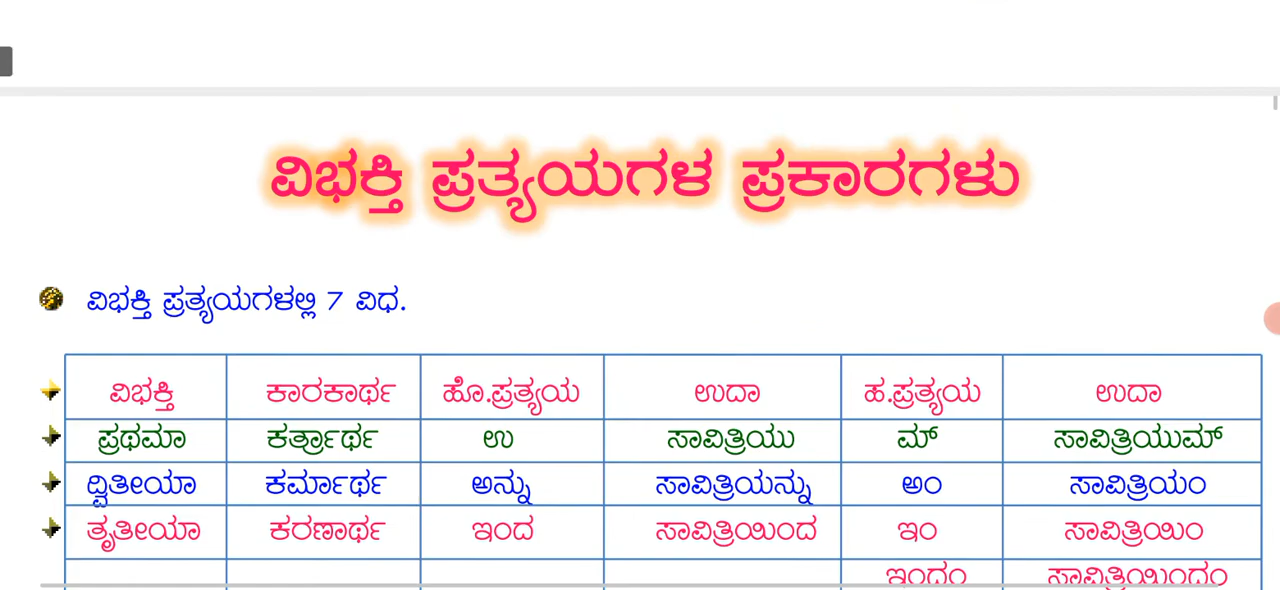 ವಿಭಕ್ತಿ ಪ್ರತ್ಯಯಗಳ ಪ್ರಕಾರಗಳು
ವಿಭಕ್ತಿ ಪ್ರತ್ಯಯಗಳಲ್ಲಿ 7 ವಿಧ.
ವಿಭಕ್ತಿ ಕಾರಕಾರ್ಥ ಹೊ.ಪ್ರತ್ಯಯ ಉದಾ ಹ.ಪ್ರತ್ಯಯ ಉದಾ
ಪ್ರಥಮಾ ಕರ್ತ್ರಾರ್ಥ ಉ ಸಾವಿತ್ರಿಯು ಮ್ ಸಾವಿತ್ರಿಯುಮ್
ದ್ವಿತೀಯಾ ಕರ್ಮಾರ್ಥ ಅನ್ನು ಸಾವಿತ್ರಿಯನ್ನು ಅಂ ಸಾವಿತ್ರಿಯಂ
ತೃತೀಯಾ ಕರಣಾರ್ಥ ಇಂದ ಸಾವಿತ್ರಿಯಿಂದ ಇಂ ಸಾವಿತ್ರಿಯಿಂ
ಇಂದಂ ಸಾವಿತ್ರಿಯಿಂದಂ